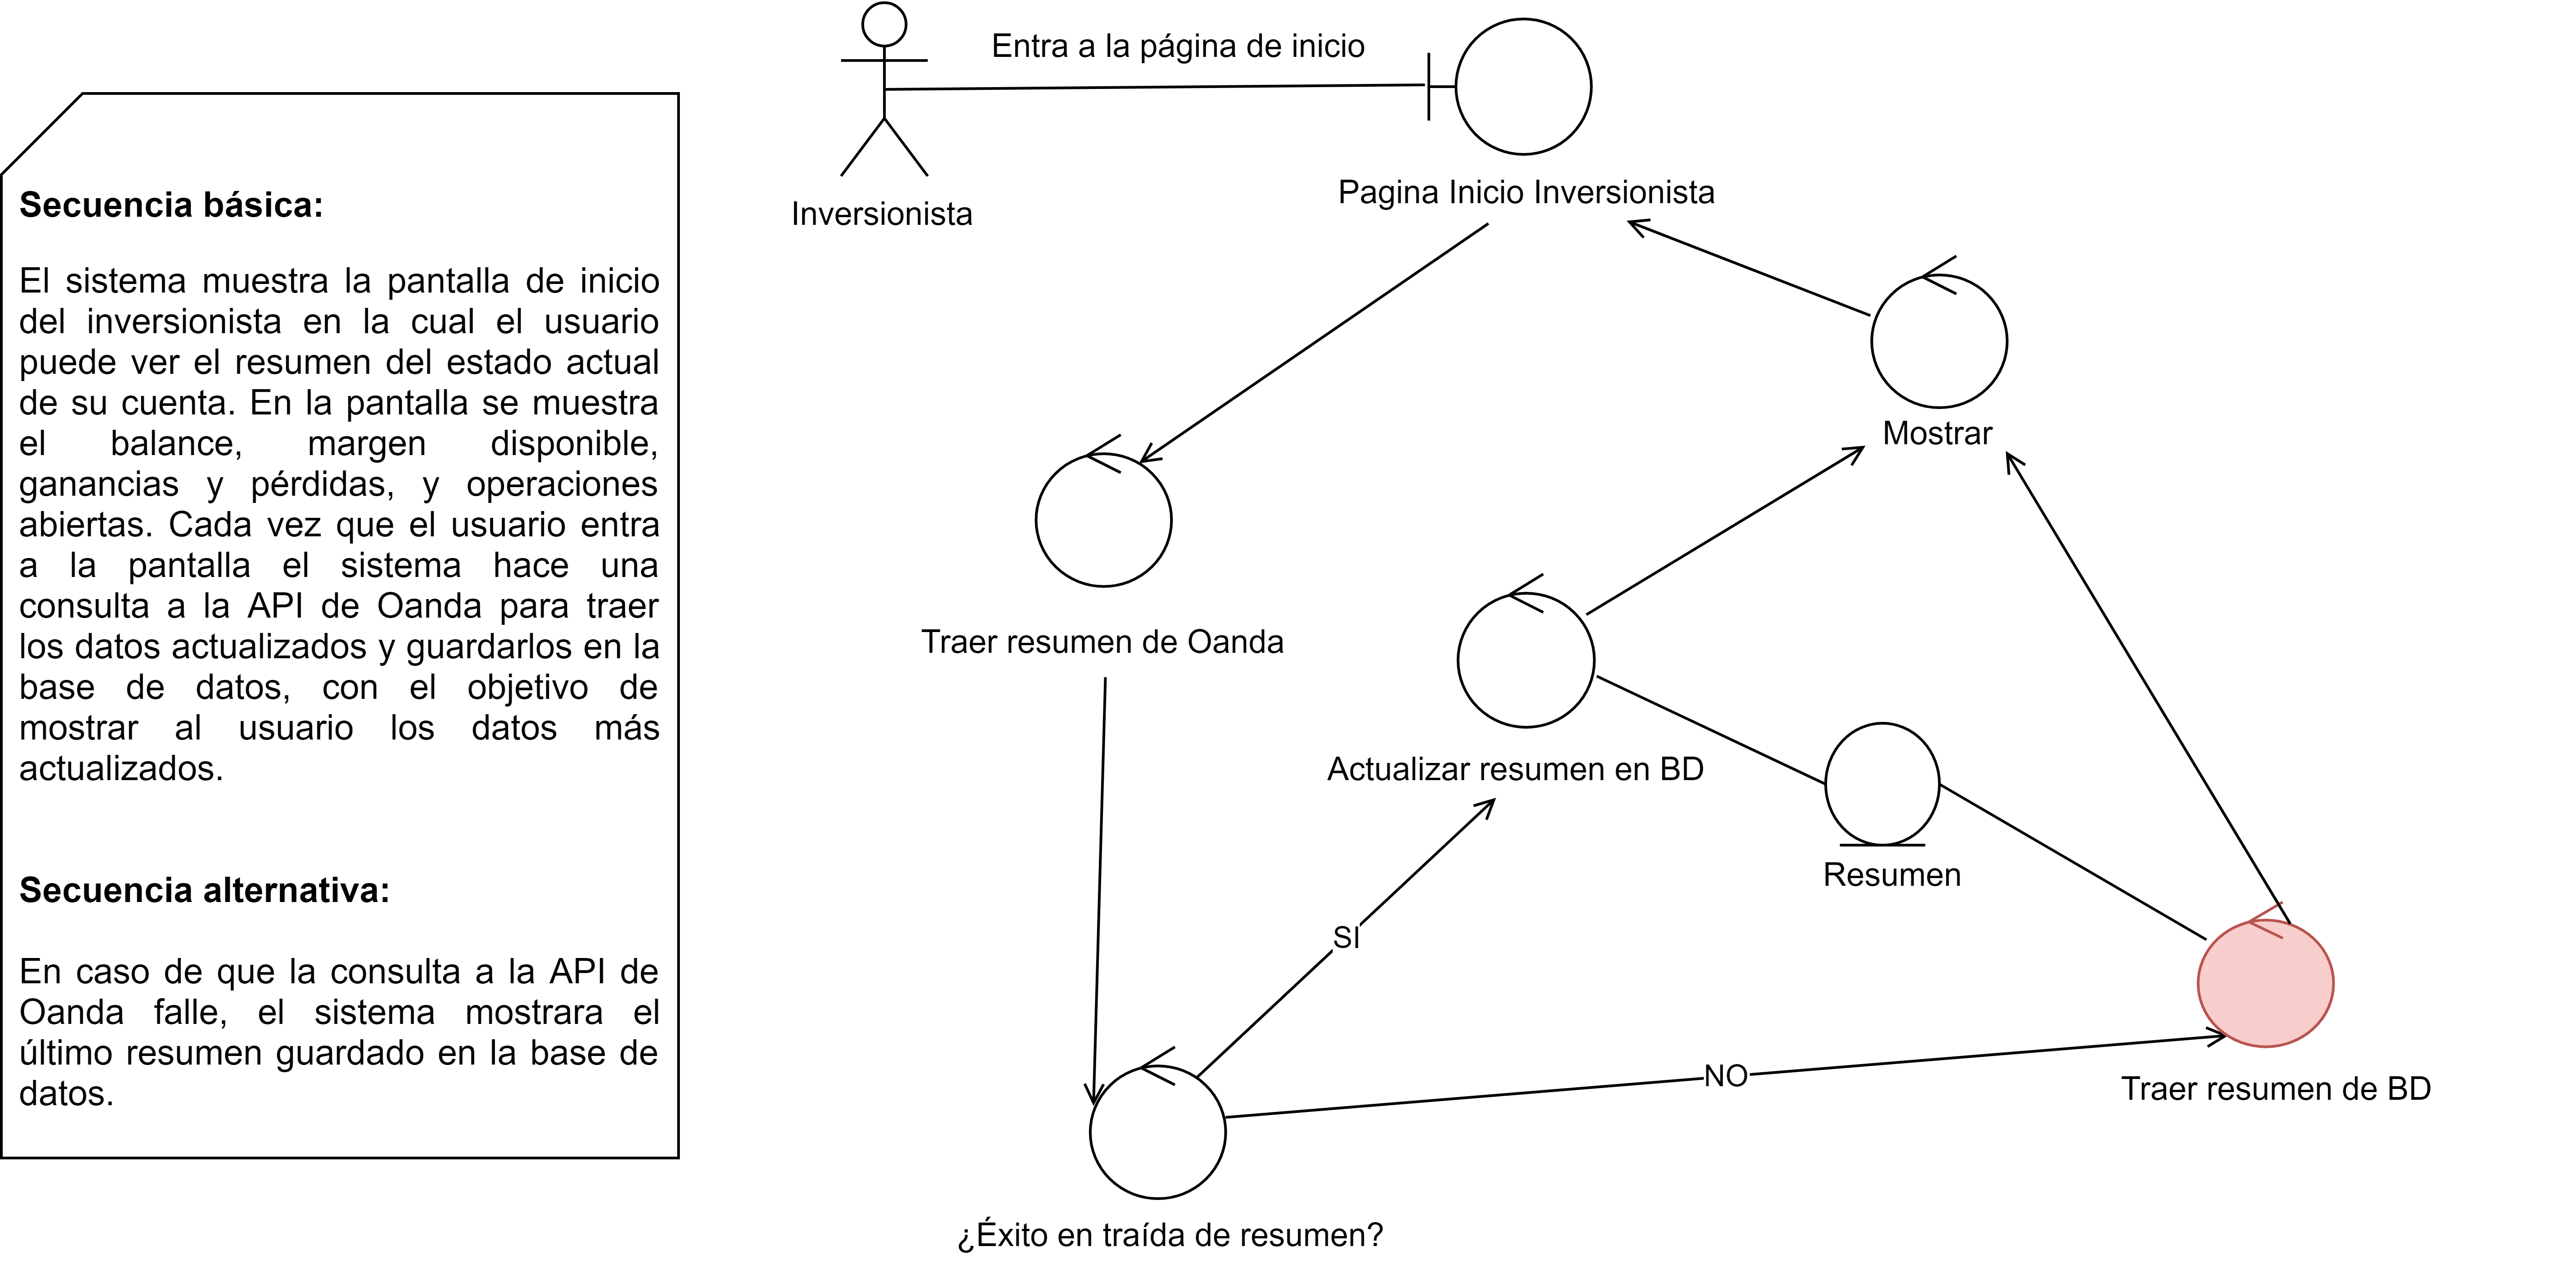 Entra a la página de inicio
Inversionista
Pagina Inicio Inversionista
Secuencia básica:
El sistema muestra la pantalla de inicio
del inversionista en la cual el usuario
puede ver el resumen del estado actual
de su cuenta. En la pantalla se muestra
el balance, margen disponible,
ganancias y pérdidas, y operaciones
abiertas. Cada vez que el usuario entra
a la pantalla el sistema hace una
consulta a la API de Oanda para traer
los datos actualizados y guardarlos en la
base de datos, con el objetivo de
mostrar al usuario los datos más
actualizados.
Secuencia alternativa:
En caso de que la consulta a la API de
Oanda falle, el sistema mostrara el
último resumen guardado en la base de
datos.
Mostrar
Traer resumen de Oanda
Actualizar resumen en BD
Resumen
SI
NO
Traer resumen de BD
¿Éxito en traída de resumen?